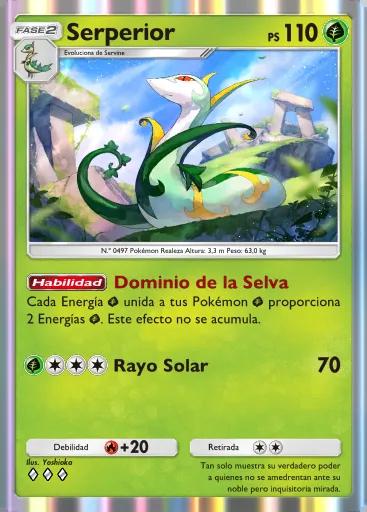 FASE 2
Serperior
PS 110
Evoluciona de Servine
N.º 0497 Pokémon Realeza Altura: 3,3 m Peso: 63,0 kg
Habilidad Dominio de la Selva
Cada Energía unida a tus Pokémon proporciona
2 Energías. Este efecto no se acumula.
Rayo Solar 70
Debilidad +20
Retirada
Ilus. Yoshioka
Tan solo muestra su verdadero poder
a quienes no se amedrentan ante su
noble pero inquisitoria mirada.